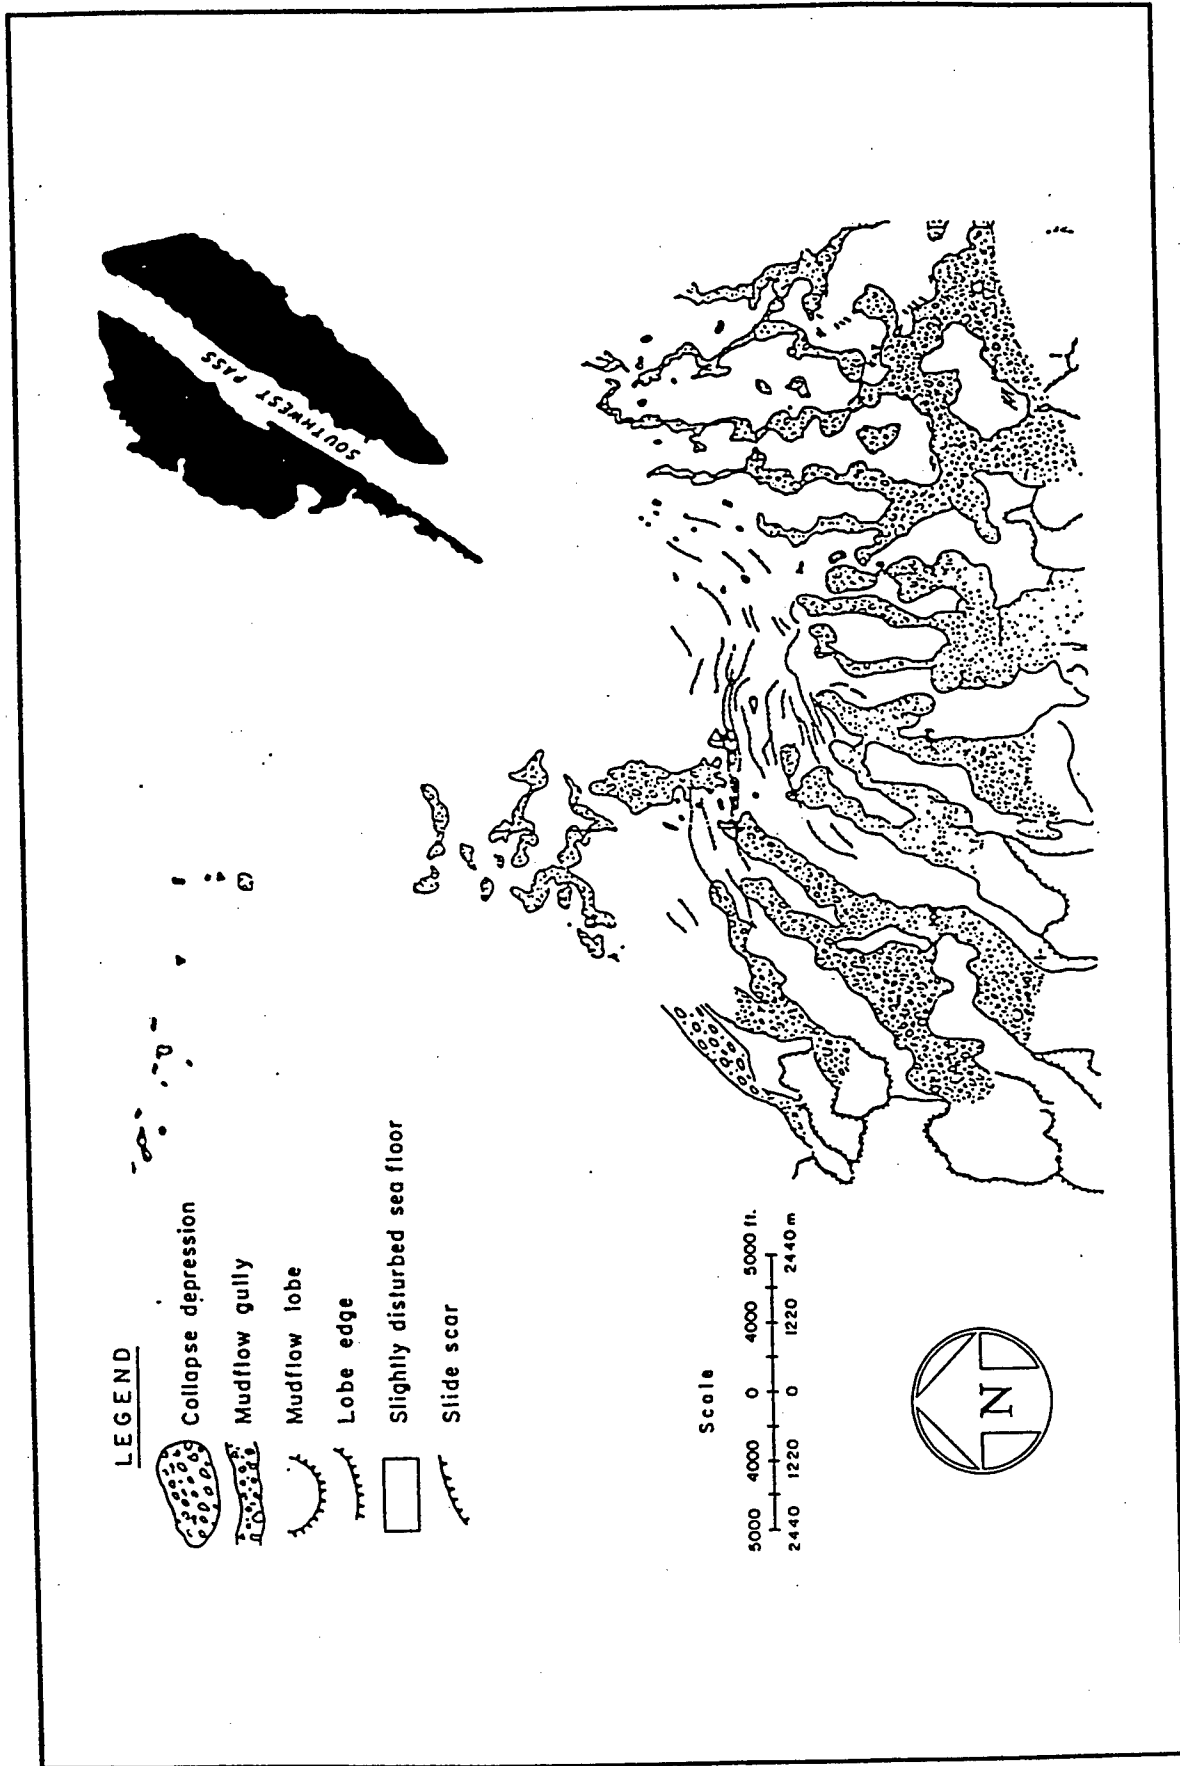 LEGEND
Collapse depression
Mudflow gully
Mudflow lobe
Lobe edge
Slightly disturbed sea floor
Slide scar
SOUTHWEST PASS
Scale
5000 4000 0 4000 5000 ft.
2440 1220 0 1220 2440 m
N